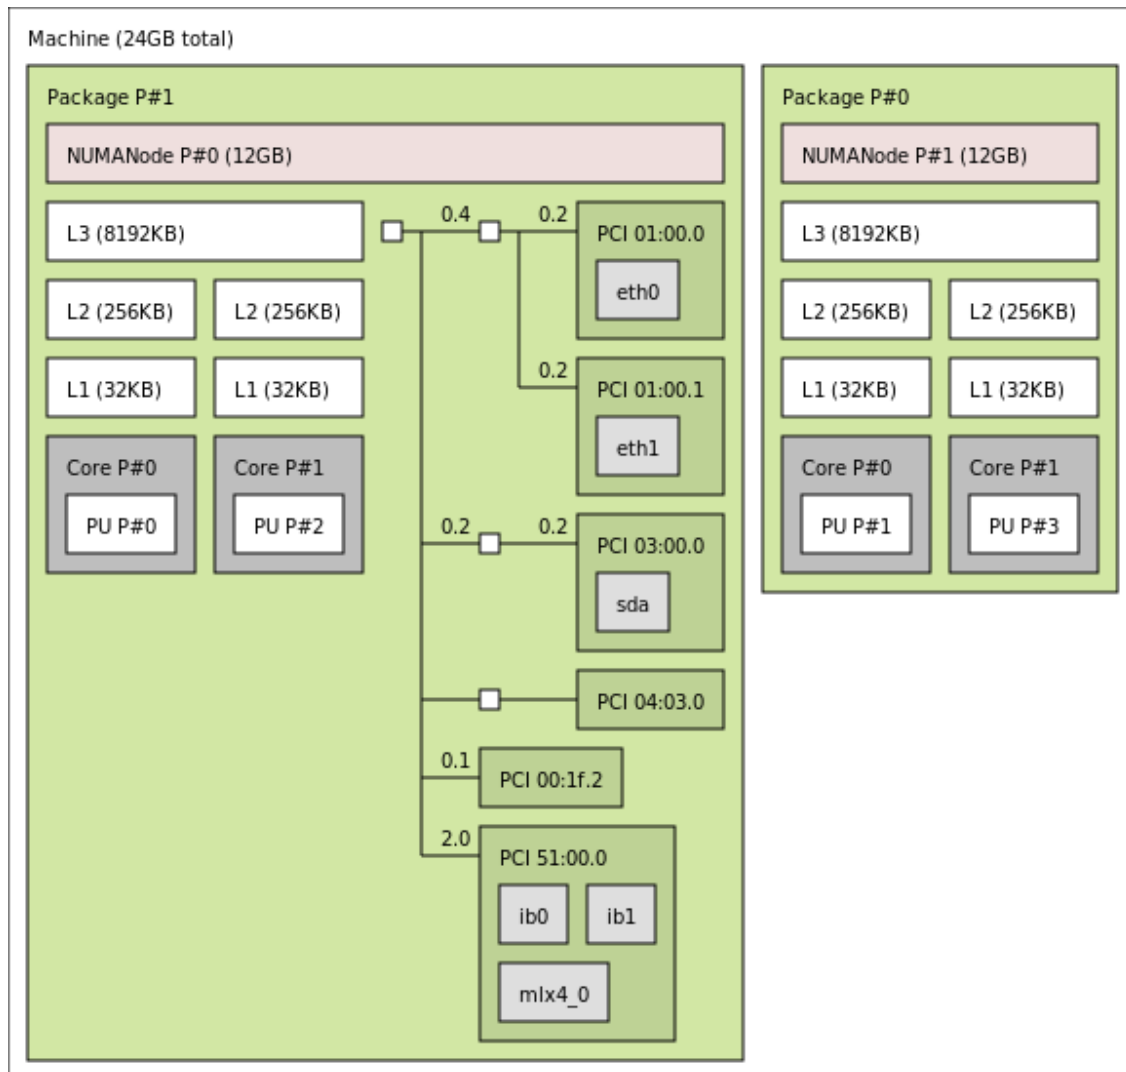 Machine (24GB total)
Package P#1
NUMANode P#0 (12GB)
L3 (8192KB)
L2 (256KB) L2 (256KB)
L1 (32KB) L1 (32KB)
Core P#0 Core P#1
PU P#0 PU P#2
0.4 0.2
PCI 01:00.0
eth0
0.2
PCI 01:00.1
eth1
0.2 0.2
PCI 03:00.0
sda
PCI 04:03.0
0.1
PCI 00:1f.2
2.0
PCI 51:00.0
ib0 ib1
mlx4_0
Package P#0
NUMANode P#1 (12GB)
L3 (8192KB)
L2 (256KB) L2 (256KB)
L1 (32KB) L1 (32KB)
Core P#0 Core P#1
PU P#1 PU P#3